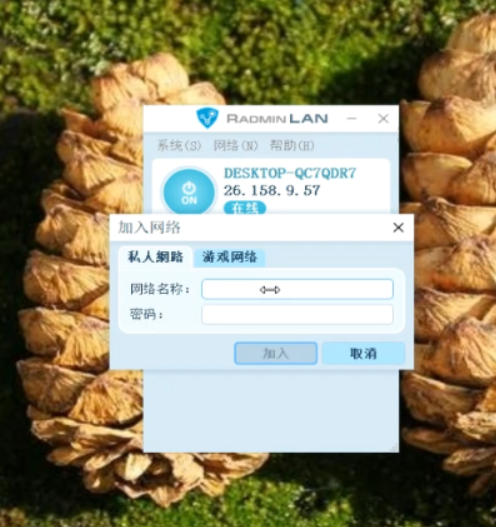 RADMIN LAN
系统(S) 网络(N) 帮助(H)
DESKTOP-QC7QDR7
26.158.9.57
ON
在线
加入网络
私人網路 游戏网络
网络名称：
密码：
加入 取消